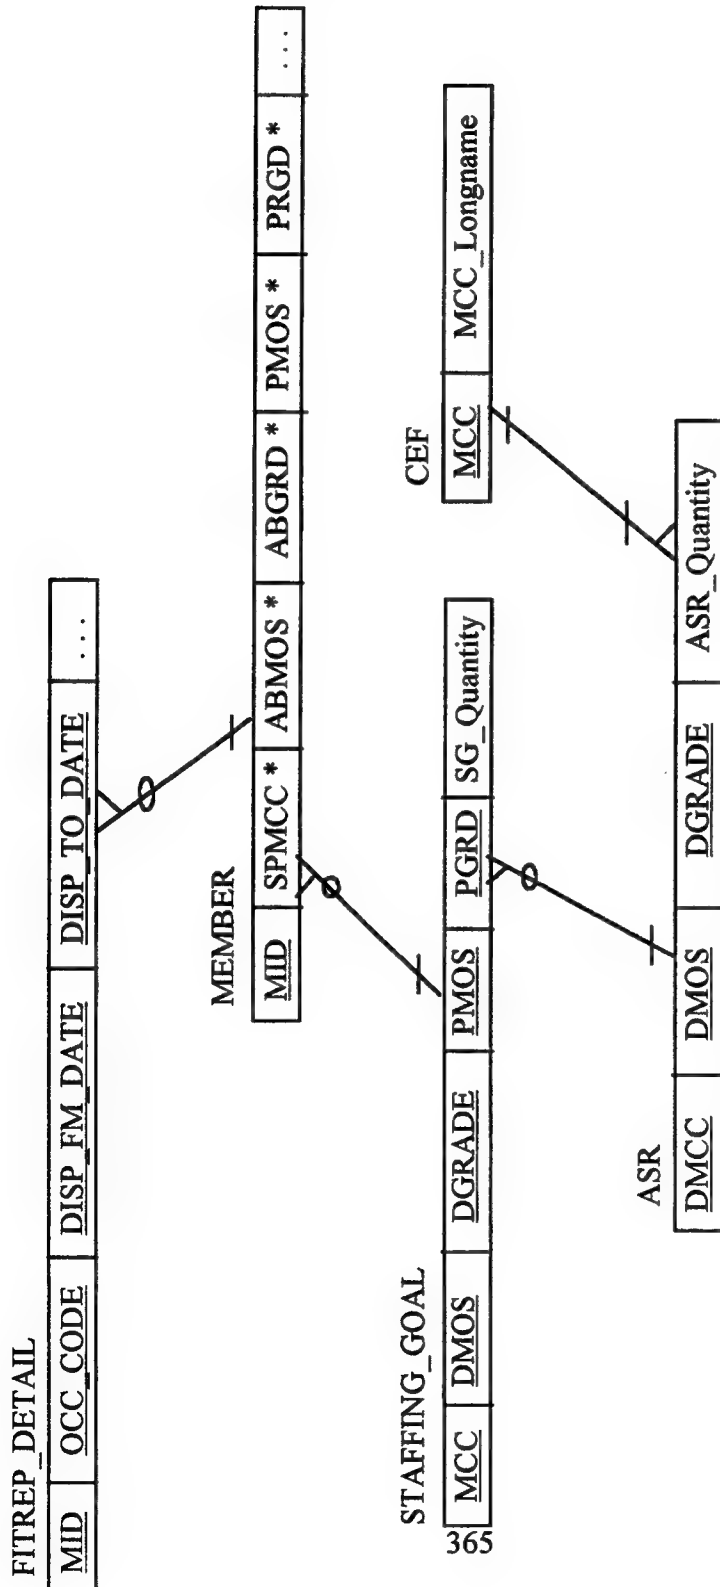 FITREP_DETAIL
MID OCC_CODE DISP_FM_DATE DISP_TO_DATE ...
MEMBER
MID SPMCC * ABMOS * ABGRD * PMOS * PRGD * ...
STAFFING_GOAL
MCC DMOS DGRADE PMOS PGRD SG_Quantity
CEF
MCC MCC_Longname
ASR
DMCC DMOS DGRADE ASR_Quantity
365